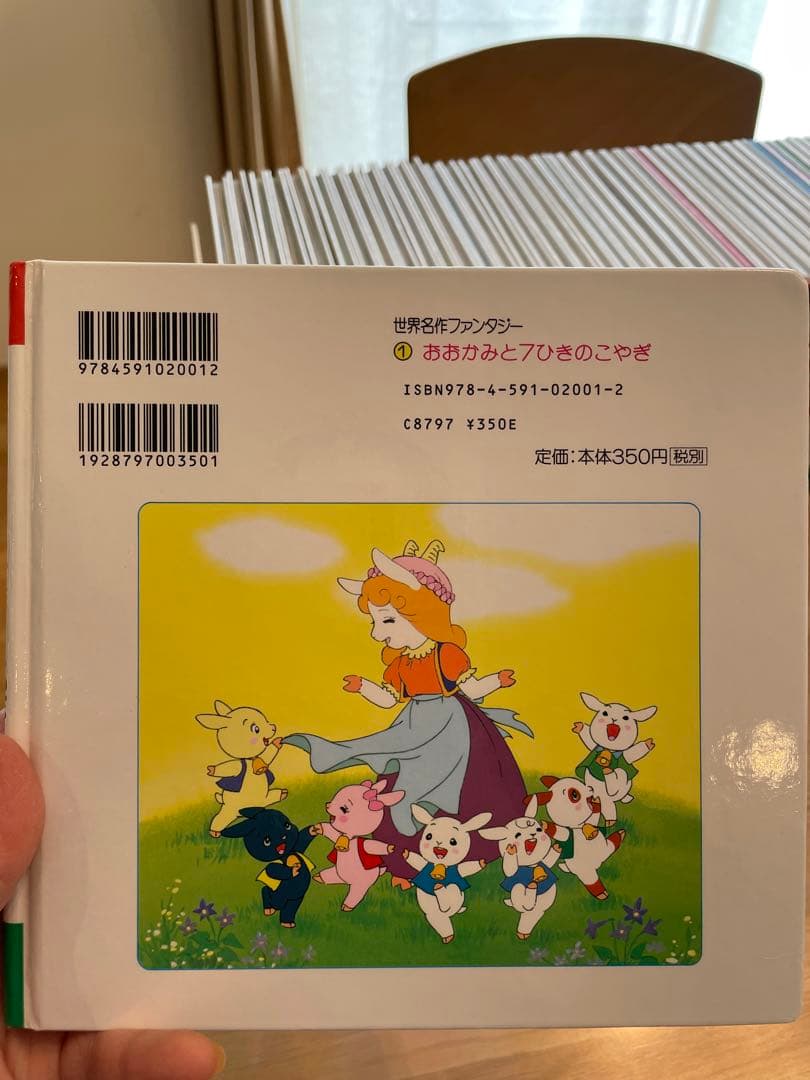 9784591020012
1928797003501
世界名作ファンタジー
① おおかみと7ひきのこやぎ
ISBN978-4-591-02001-2
C8797 ¥350E
定価:本体350円 税別